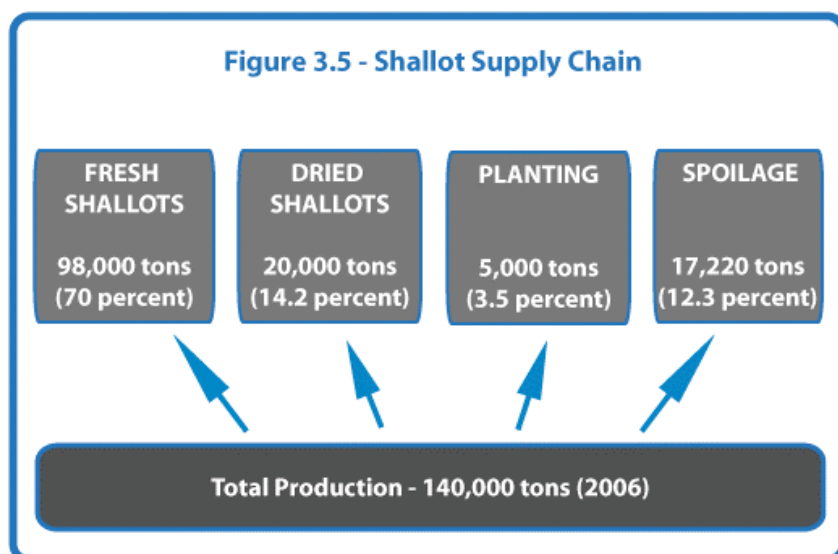 Figure 3.5 - Shallot Supply Chain
FRESH
SHALLOTS
98,000 tons
(70 percent)
DRIED
SHALLOTS
20,000 tons
(14.2 percent)
PLANTING
5,000 tons
(3.5 percent)
SPOILAGE
17,220 tons
(12.3 percent)
Total Production - 140,000 tons (2006)